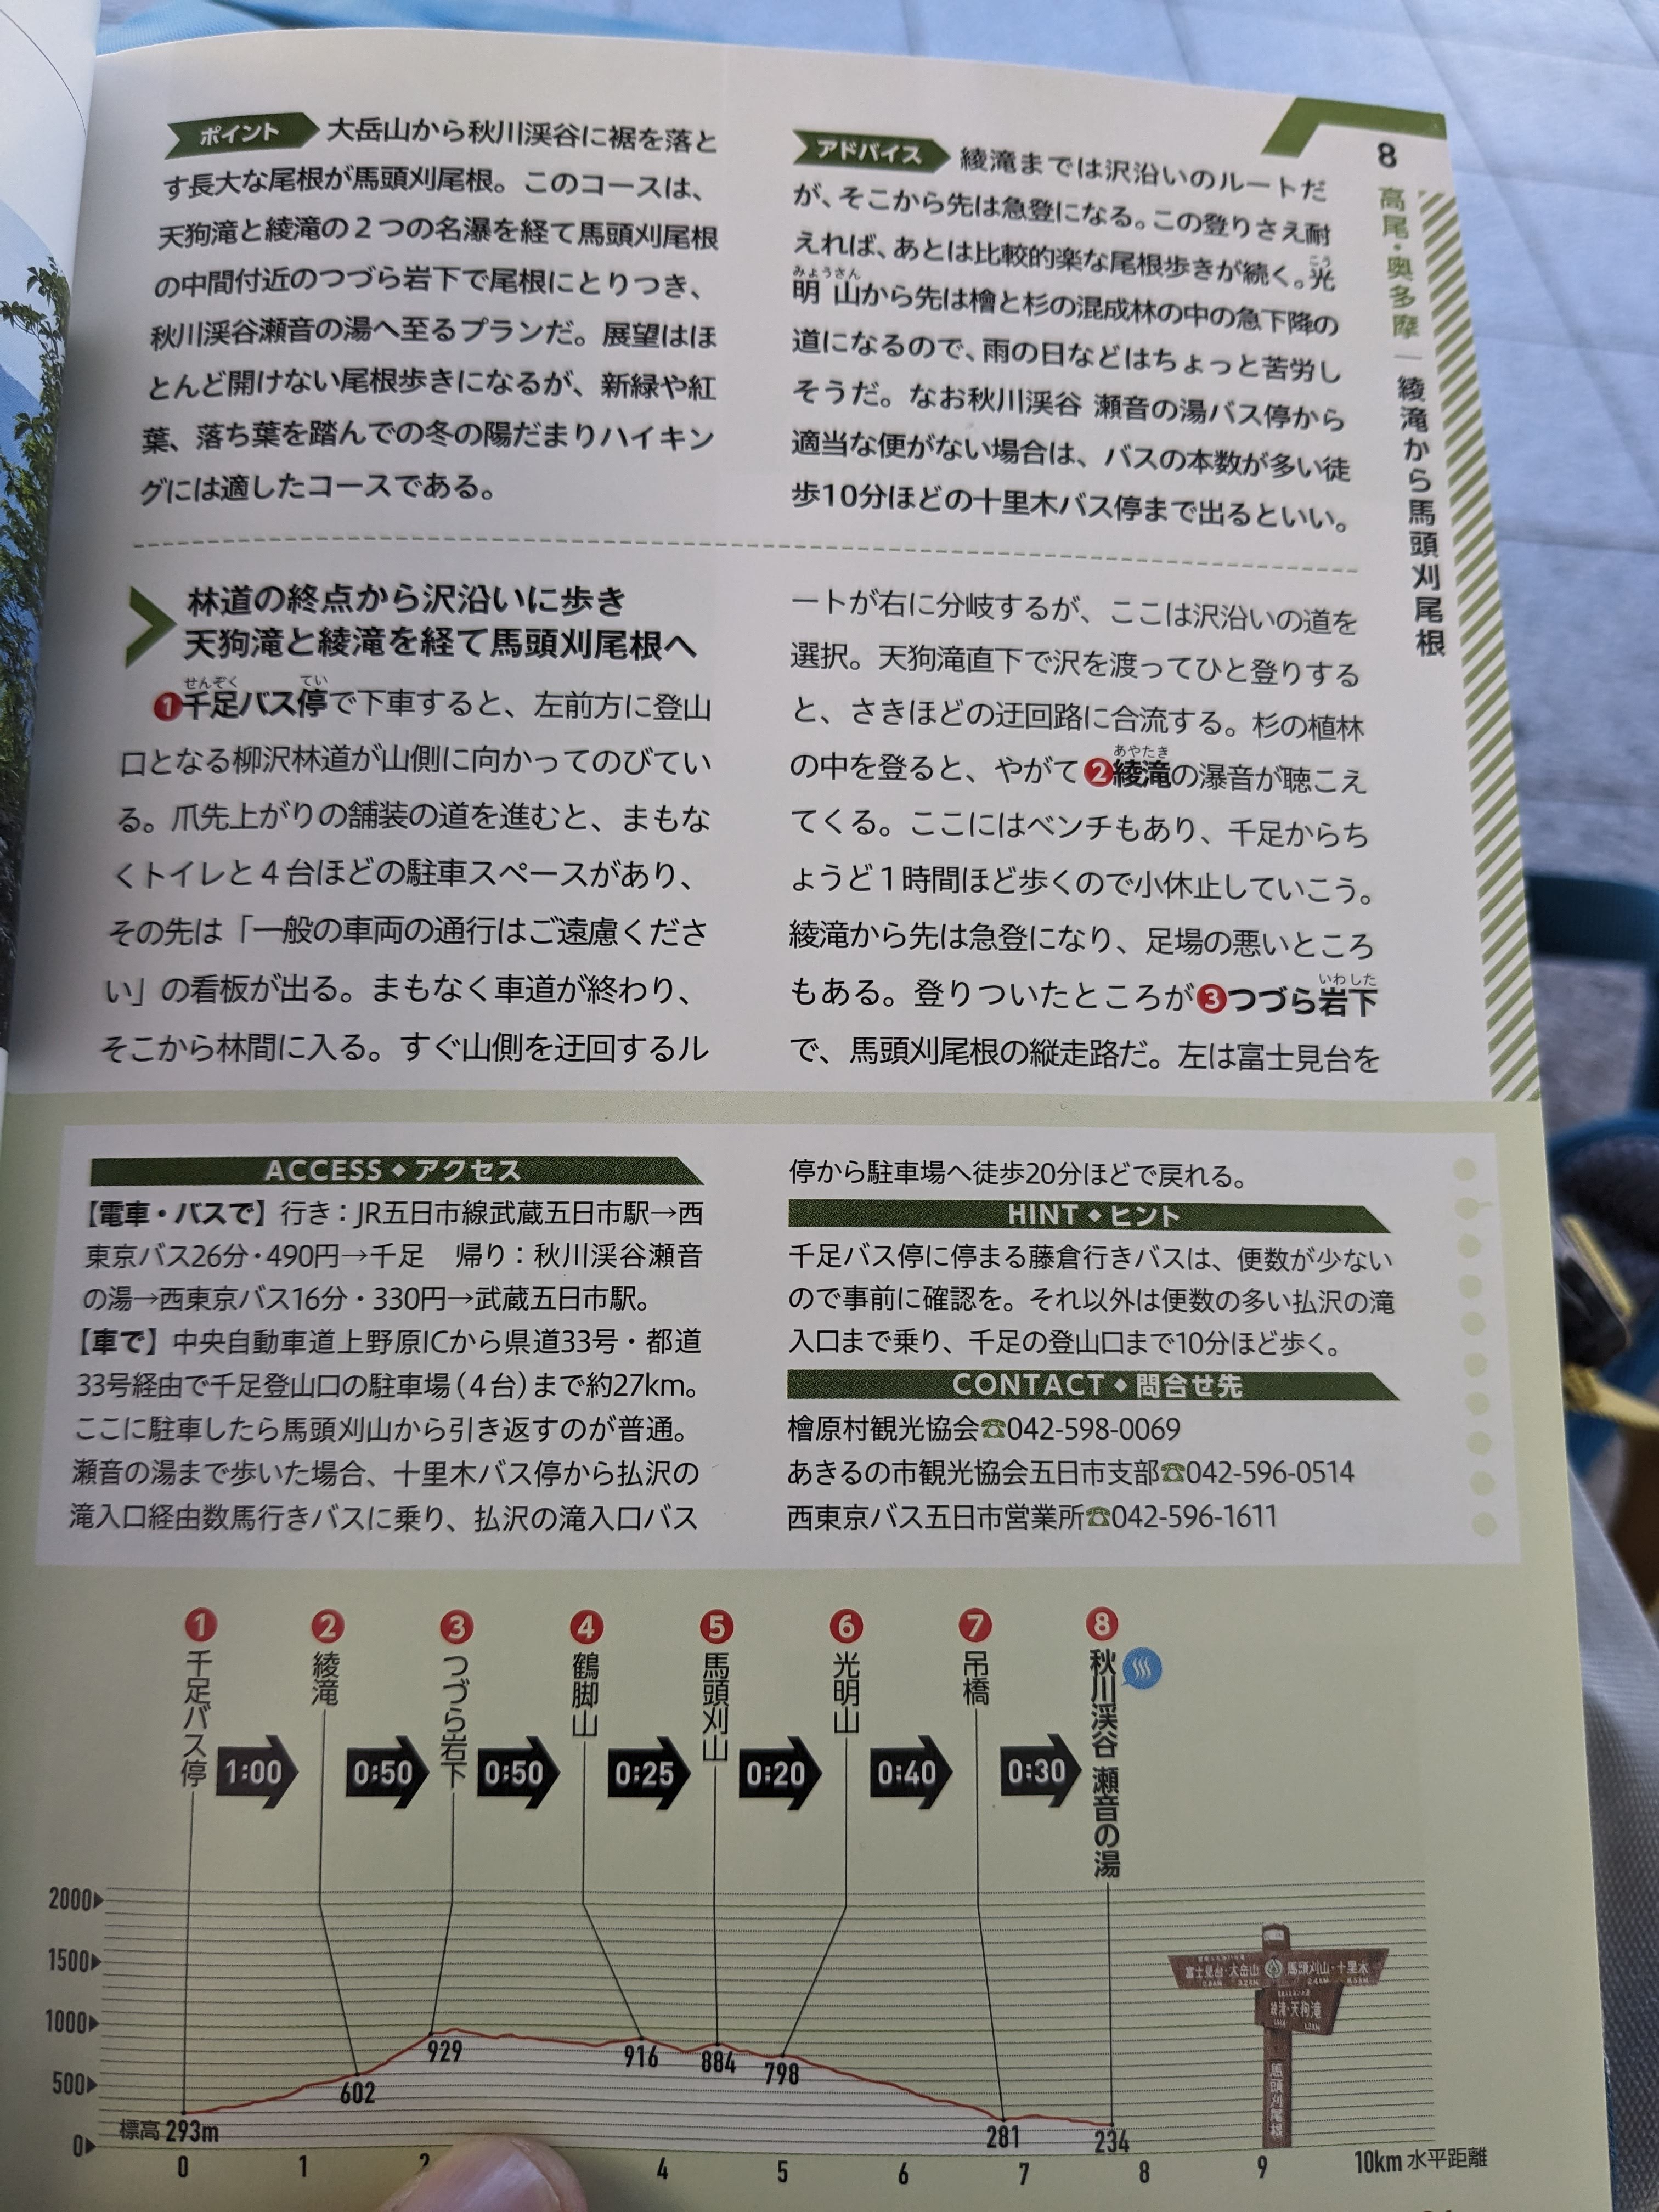 ポイント 大岳山から秋川渓谷に裾を落と
す長大な尾根が馬頭刈尾根。このコースは、
天狗滝と綾滝の2つの名瀑を経て馬頭刈尾根
の中間付近のつづら岩下で尾根にとりつき、
秋川渓谷瀬音の湯へ至るプランだ。展望はほ
とんど開けない尾根歩きになるが、新緑や紅
葉、落ち葉を踏んでの冬の陽だまりハイキン
グには適したコースである。
アドバイス 綾滝までは沢沿いのルートだ
が、そこから先は急登になる。この登りさえ耐
えれば、あとは比較的楽な尾根歩きが続く。光
こう
みょうさん
明山から先は檜と杉の混成林の中の急下降の
道になるので、雨の日などはちょっと苦労し
そうだ。なお秋川渓谷 瀬音の湯バス停から
適当な便がない場合は、バスの本数が多い徒
歩10分ほどの十里木バス停まで出るといい。
8
高尾・奥多摩｜綾滝から馬頭刈尾根
林道の終点から沢沿いに歩き
天狗滝と綾滝を経て馬頭刈尾根へ
せんぞく てい
❶千足バス停で下車すると、左前方に登山
口となる柳沢林道が山側に向かってのびてい
る。爪先上がりの舗装の道を進むと、まもな
くトイレと4台ほどの駐車スペースがあり、
その先は「一般の車両の通行はご遠慮くださ
い」の看板が出る。まもなく車道が終わり、
そこから林間に入る。すぐ山側を迂回するル
ートが右に分岐するが、ここは沢沿いの道を
選択。天狗滝直下で沢を渡ってひと登りする
と、さきほどの迂回路に合流する。杉の植林
あやたき
の中を登ると、やがて❷綾滝の瀑音が聴こえ
てくる。ここにはベンチもあり、千足からち
ょうど1時間ほど歩くので小休止していこう。
綾滝から先は急登になり、足場の悪いところ
いわした
もある。登りついたところが❸つづら岩下
で、馬頭刈尾根の縦走路だ。左は富士見台を
ACCESS◆アクセス
【電車・バスで】行き：JR五日市線武蔵五日市駅→西
東京バス26分・490円→千足 帰り：秋川渓谷瀬音
の湯→西東京バス16分・330円→武蔵五日市駅。
【車で】中央自動車道上野原ICから県道33号・都道
33号経由で千足登山口の駐車場（4台）まで約27km。
ここに駐車したら馬頭刈山から引き返すのが普通。
瀬音の湯まで歩いた場合、十里木バス停から払沢の
滝入口経由数馬行きバスに乗り、払沢の滝入口バス
停から駐車場へ徒歩20分ほどで戻れる。
HINT◆ヒント
千足バス停に停まる藤倉行きバスは、便数が少ない
ので事前に確認を。それ以外は便数の多い払沢の滝
入口まで乗り、千足の登山口まで10分ほど歩く。
CONTACT◆問合せ先
檜原村観光協会☎042-598-0069
あきるの市観光協会五日市支部☎042-596-0514
西東京バス五日市営業所☎042-596-1611
❶ ❷ ❸ ❹ ❺ ❻ ❼ ❽
千足バス停 綾滝 つづら岩下 鶴脚山 馬頭刈山 光明山 吊橋 秋川渓谷 瀬音の湯
1:00 0:50 0:50 0:25 0:20 0:40 0:30
2000
1500
1000
500
0
標高293m 602 929 916 884 798 281 234
0 1 2 4 5 6 7 8 9 10km 水平距離
富士見台・大岳山 馬頭刈山・十里木
綾滝・天狗滝
馬頭刈尾根